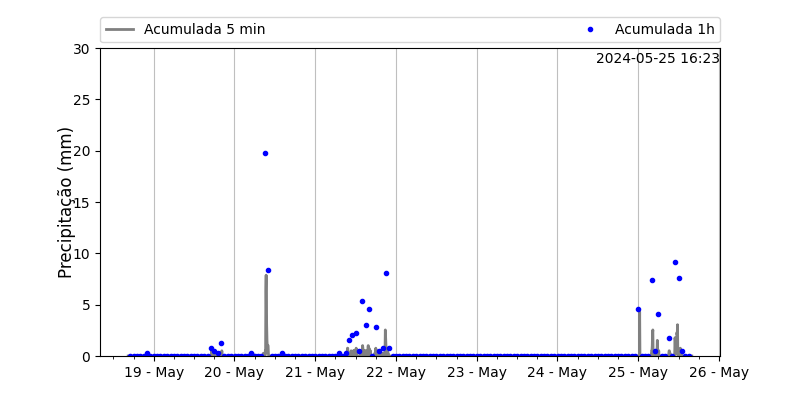 Acumulada 5 min
Acumulada 1h
2024-05-25 16:23
Precipitação (mm)
30
25
20
15
10
5
0
19 - May
20 - May
21 - May
22 - May
23 - May
24 - May
25 - May
26 - May